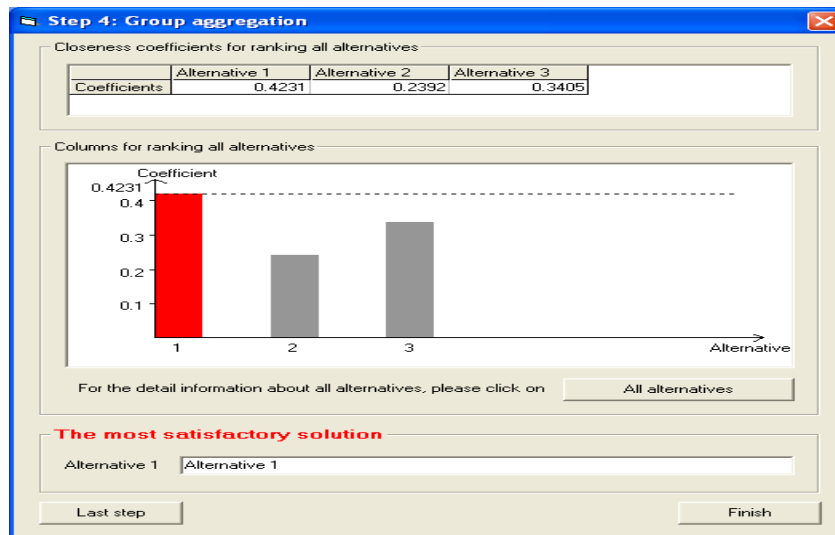 Step 4: Group aggregation
Closeness coefficients for ranking all alternatives
Alternative 1 Alternative 2 Alternative 3
Coefficients 0.4231 0.2392 0.3405
Columns for ranking all alternatives
Coefficient
0.4231
0.4
0.3
0.2
0.1
1 2 3 Alternative
For the detail information about all alternatives, please click on All alternatives
The most satisfactory solution
Alternative 1 Alternative 1
Last step Finish